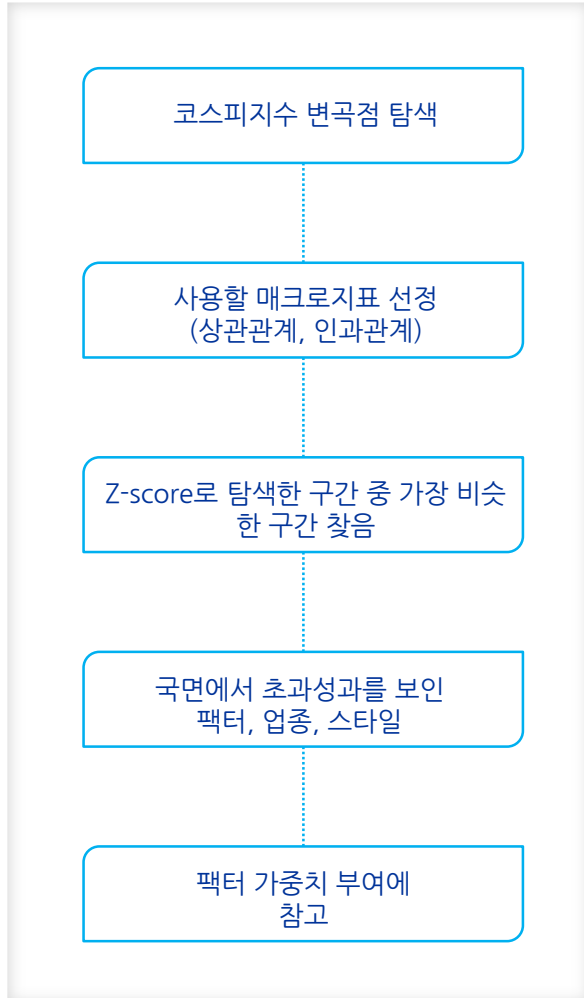 코스피지수 변곡점 탐색
사용할 매크로지표 선정
(상관관계, 인과관계)
Z-score로 탐색한 구간 중 가장 비슷
한 구간 찾음
국면에서 초과성과를 보인
팩터, 업종, 스타일
팩터 가중치 부여에
참고